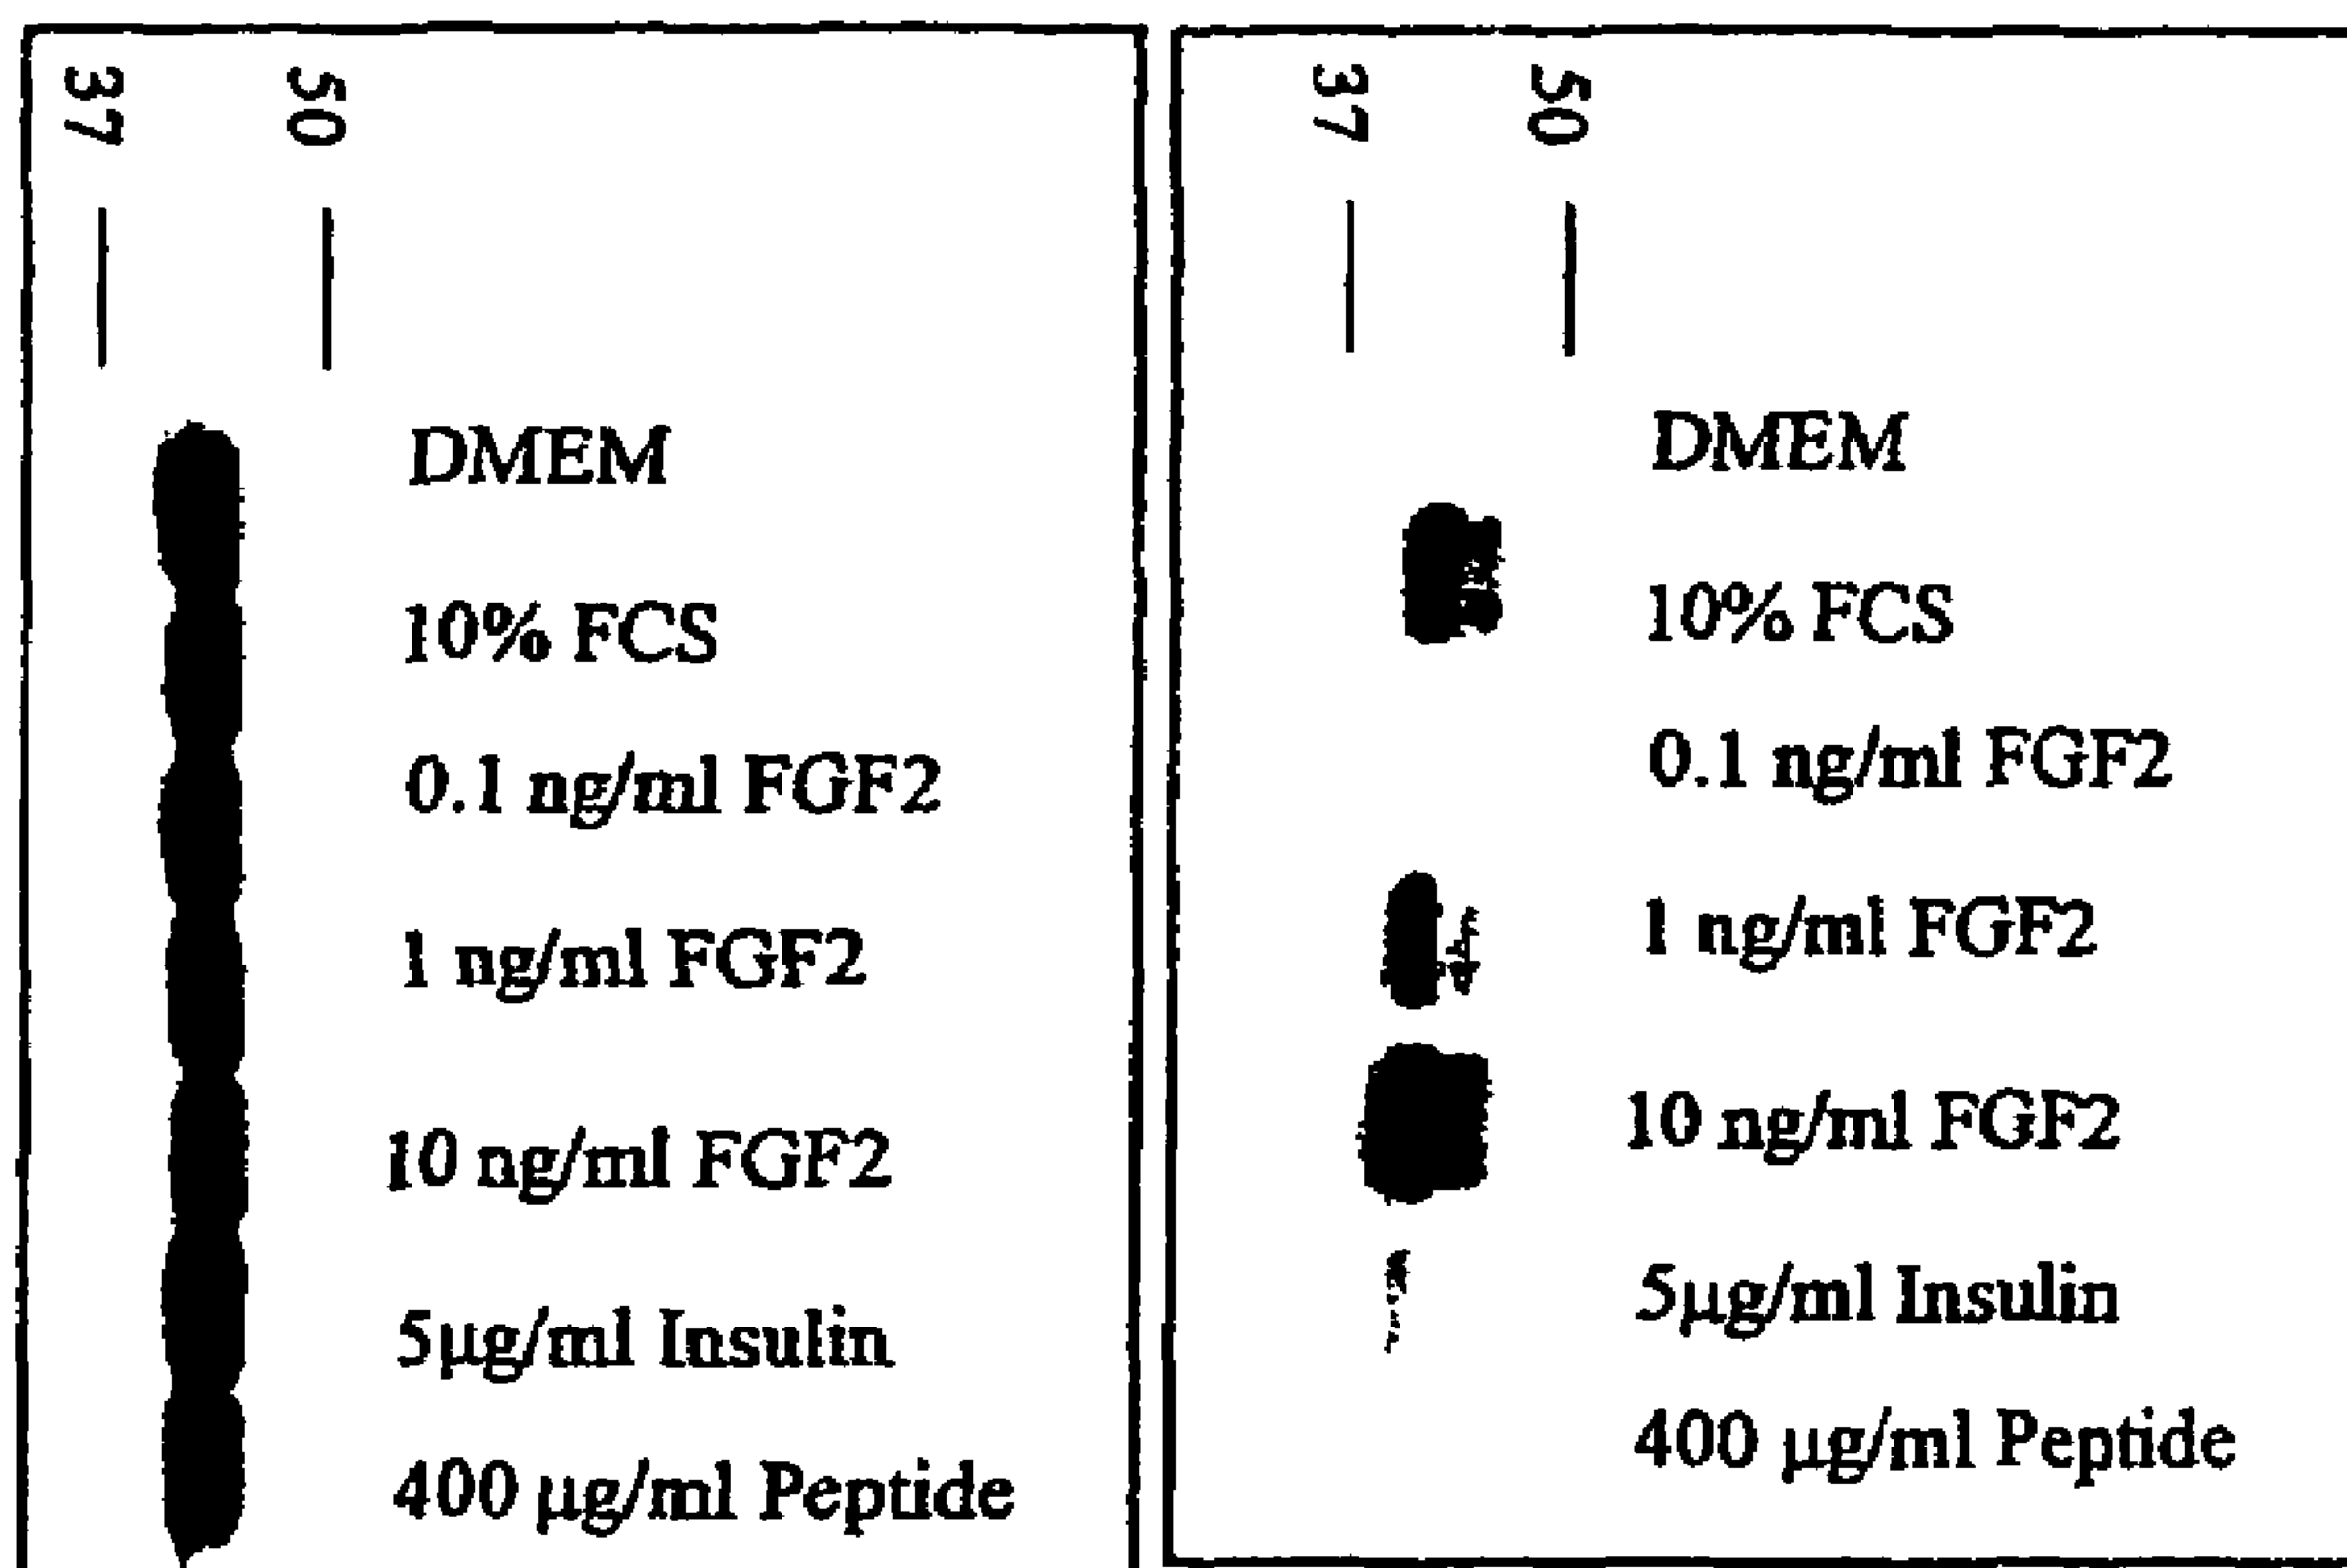 37
50
DMEM
10% FCS
0.1 ng/ml FGF2
1 ng/ml FGF2
10 ng/ml FGF2
5µg/ml Insulin
400 µg/ml Peptide
37
50
DMEM
10% FCS
0.1 ng/ml FGF2
1 ng/ml FGF2
10 ng/ml FGF2
5µg/ml Insulin
400 µg/ml Peptide